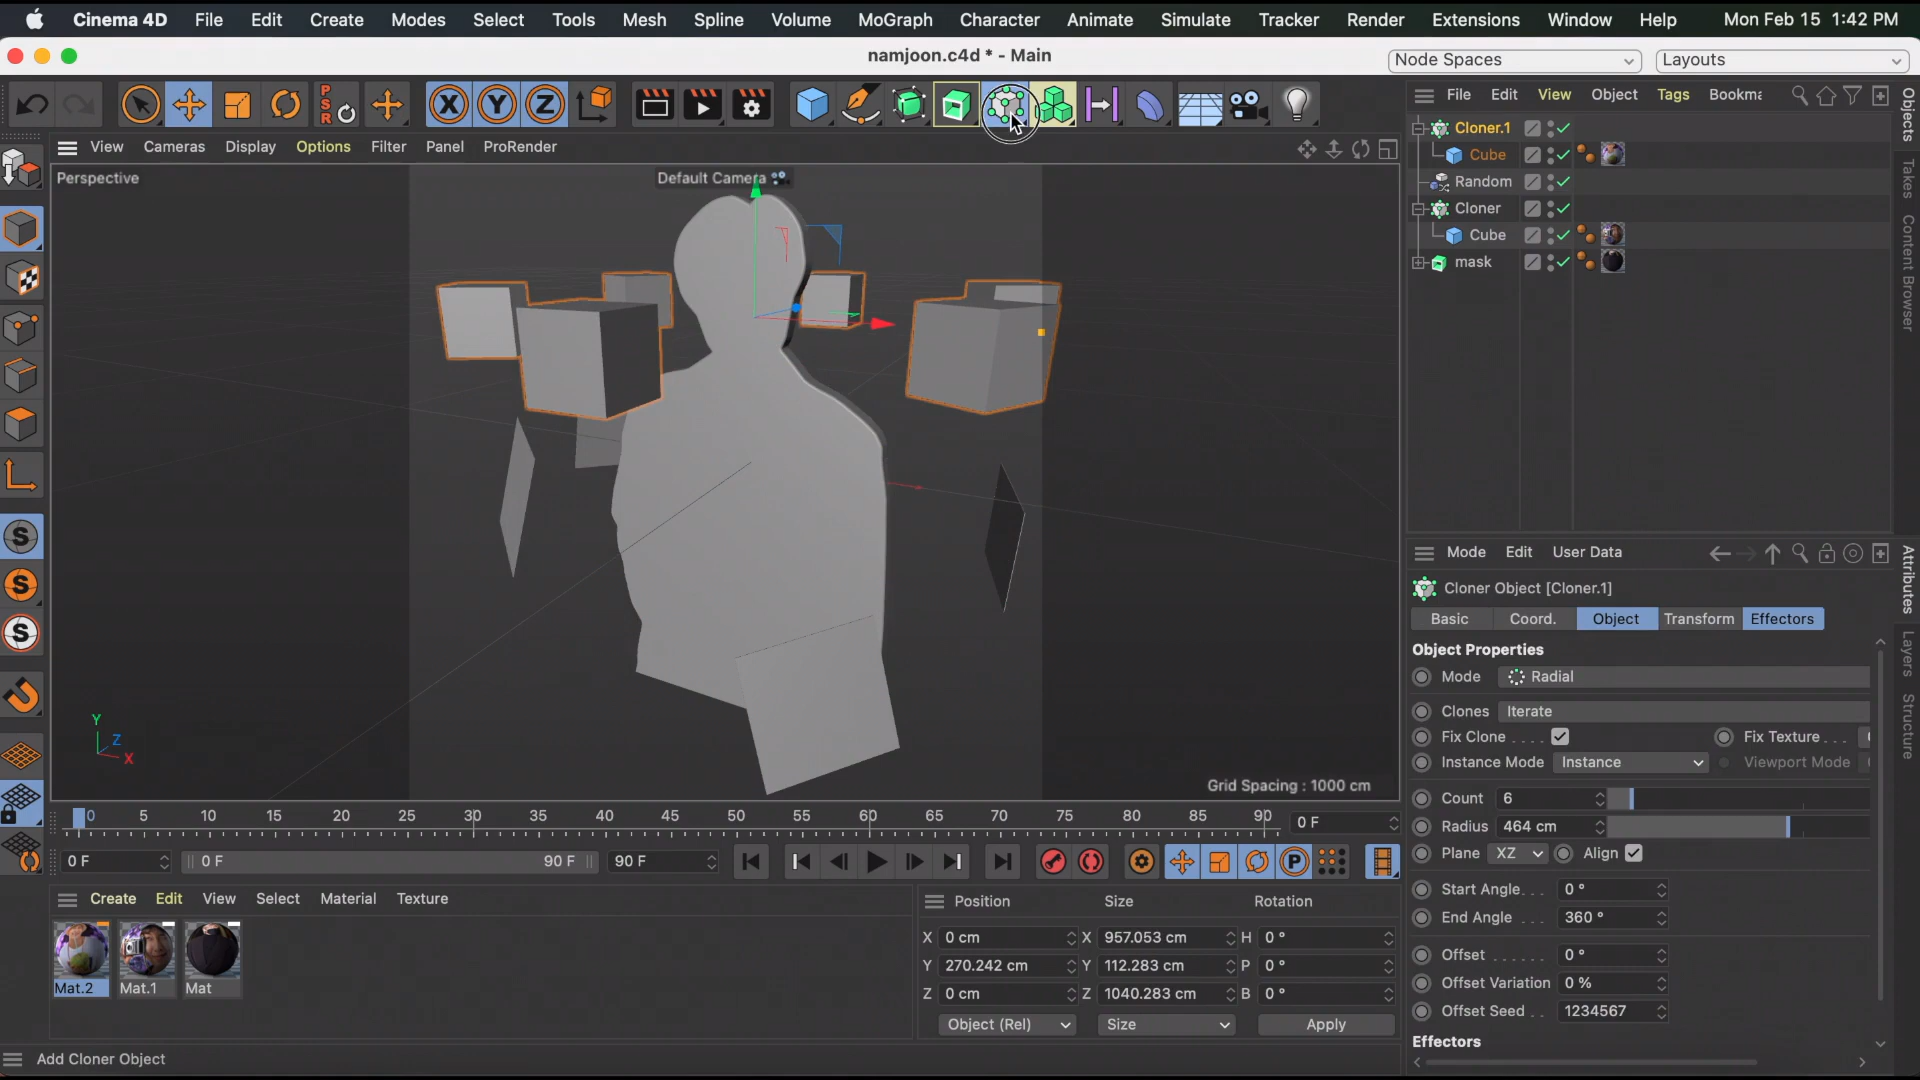 Cinema 4D File Edit Create Modes Select Tools Mesh Spline Volume MoGraph Character Animate Simulate Tracker Render Extensions Window Help Mon Feb 15 1:42 PM
namjoon.c4d * - Main
Node Spaces
Layouts
PSR
X Y Z
View Cameras Display Options Filter Panel ProRender
Perspective
Default Camera
Y
Z
X
Grid Spacing : 1000 cm
S
S
S
File Edit View Object Tags Bookma
Cloner.1
Cube
Random
Cloner
Cube
mask
Objects
Takes
Content Browser
Mode Edit User Data
Cloner Object [Cloner.1]
Basic Coord. Object Transform Effectors
Object Properties
Mode Radial
Clones Iterate
Fix Clone . . . . Fix Texture . . .
Instance Mode Instance Viewport Mode
Count 6
Radius 464 cm
Plane XZ Align
Start Angle. . . 0 °
End Angle . . . 360 °
Offset . . . . . . 0 °
Offset Variation 0 %
Offset Seed . . 1234567
Effectors
Attributes
Layers
Structure
0 5 10 15 20 25 30 35 40 45 50 55 60 65 70 75 80 85 90 0 F
0 F 0 F 90 F 90 F
P
Create Edit View Select Material Texture
Mat.2 Mat.1 Mat
Position Size Rotation
X 0 cm X 957.053 cm H 0 °
Y 270.242 cm Y 112.283 cm P 0 °
Z 0 cm Z 1040.283 cm B 0 °
Object (Rel) Size Apply
Add Cloner Object